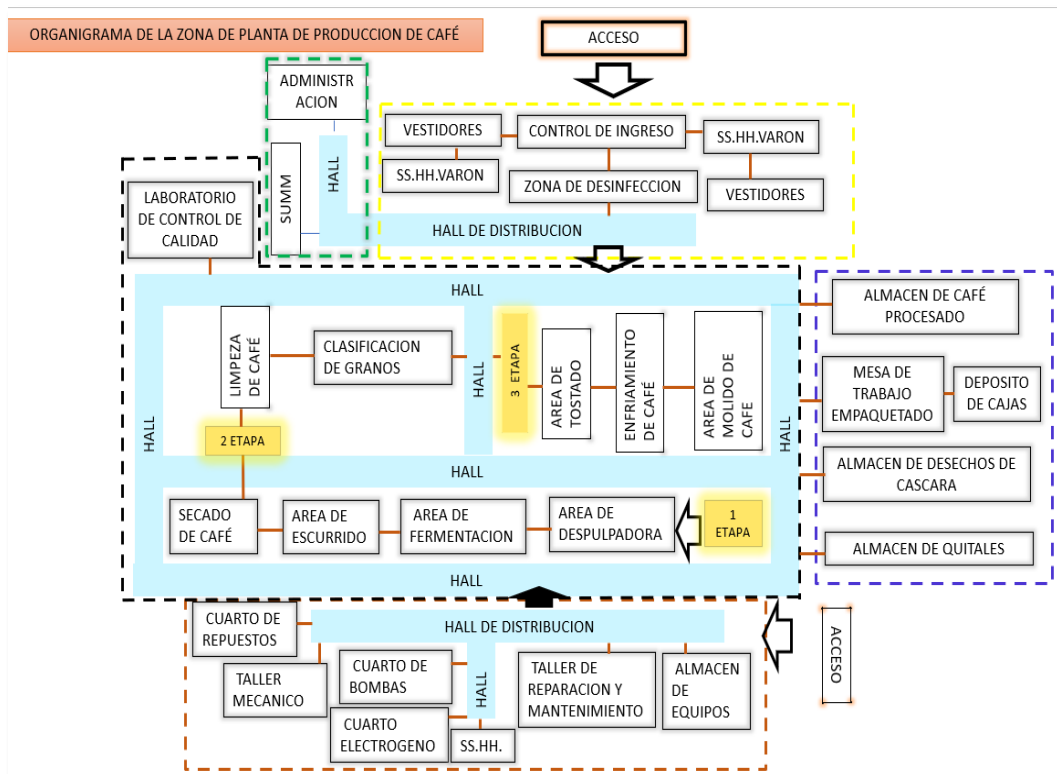 ORGANIGRAMA DE LA ZONA DE PLANTA DE PRODUCCION DE CAFÉ
ACCESO
ADMINISTR
ACION
SUMM
HALL
VESTIDORES
CONTROL DE INGRESO
SS.HH.VARON
SS.HH.VARON
ZONA DE DESINFECCION
VESTIDORES
HALL DE DISTRIBUCION
LABORATORIO
DE CONTROL DE
CALIDAD
HALL
HALL
LIMPEZA
DE CAFÉ
CLASIFICACION
DE GRANOS
HALL
3 ETAPA
AREA DE
TOSTADO
ENFRIAMIENTO
DE CAFÉ
AREA DE
MOLIDO DE
CAFE
HALL
2 ETAPA
HALL
SECADO
DE CAFÉ
AREA DE
ESCURRIDO
AREA DE
FERMENTACION
AREA DE
DESPULPADORA
1
ETAPA
HALL
ALMACEN DE CAFÉ
PROCESADO
MESA DE
TRABAJO
EMPAQUETADO
DEPOSITO
DE CAJAS
ALMACEN DE DESECHOS DE
CASCARA
ALMACEN DE QUITALES
CUARTO DE
REPUESTOS
HALL DE DISTRIBUCION
ACCESO
TALLER
MECANICO
CUARTO DE
BOMBAS
HALL
CUARTO
ELECTROGENO
SS.HH.
TALLER DE
REPARACION Y
MANTENIMIENTO
ALMACEN
DE
EQUIPOS